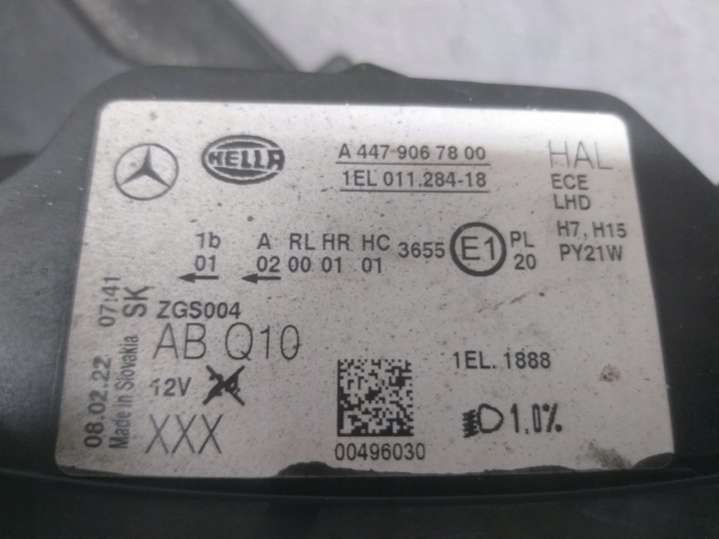 HELLA
A 447 906 78 00
1EL 011.284-18
HAL
ECE
LHD
H7, H15
PY21W
1b A RL HR HC 3655 E1 PL
01 02 00 01 01 20
ZGS004
AB Q10
12V 24
XXX
08.02.22 07:41
Made in Slovakia SK
00496030
1EL.1888
1.0%